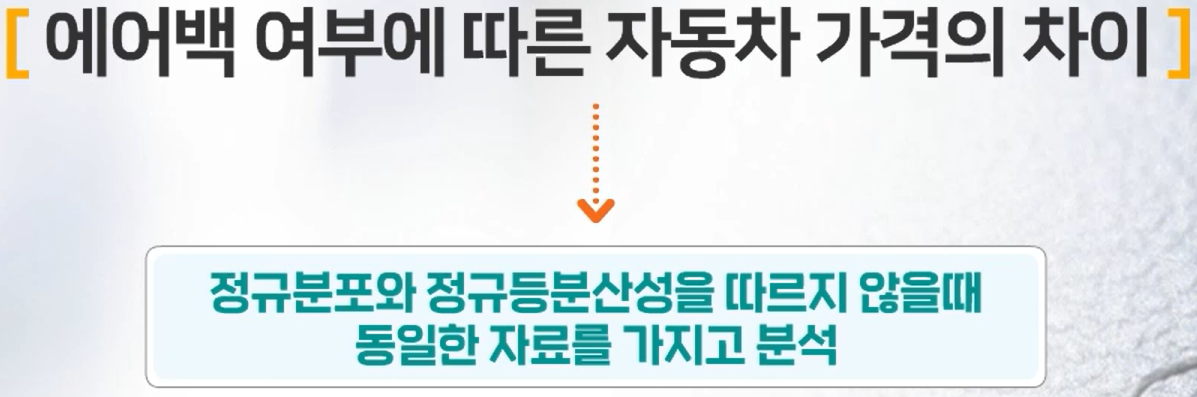 [ 에어백 여부에 따른 자동차 가격의 차이 ]
정규분포와 정규등분산성을 따르지 않을때
동일한 자료를 가지고 분석